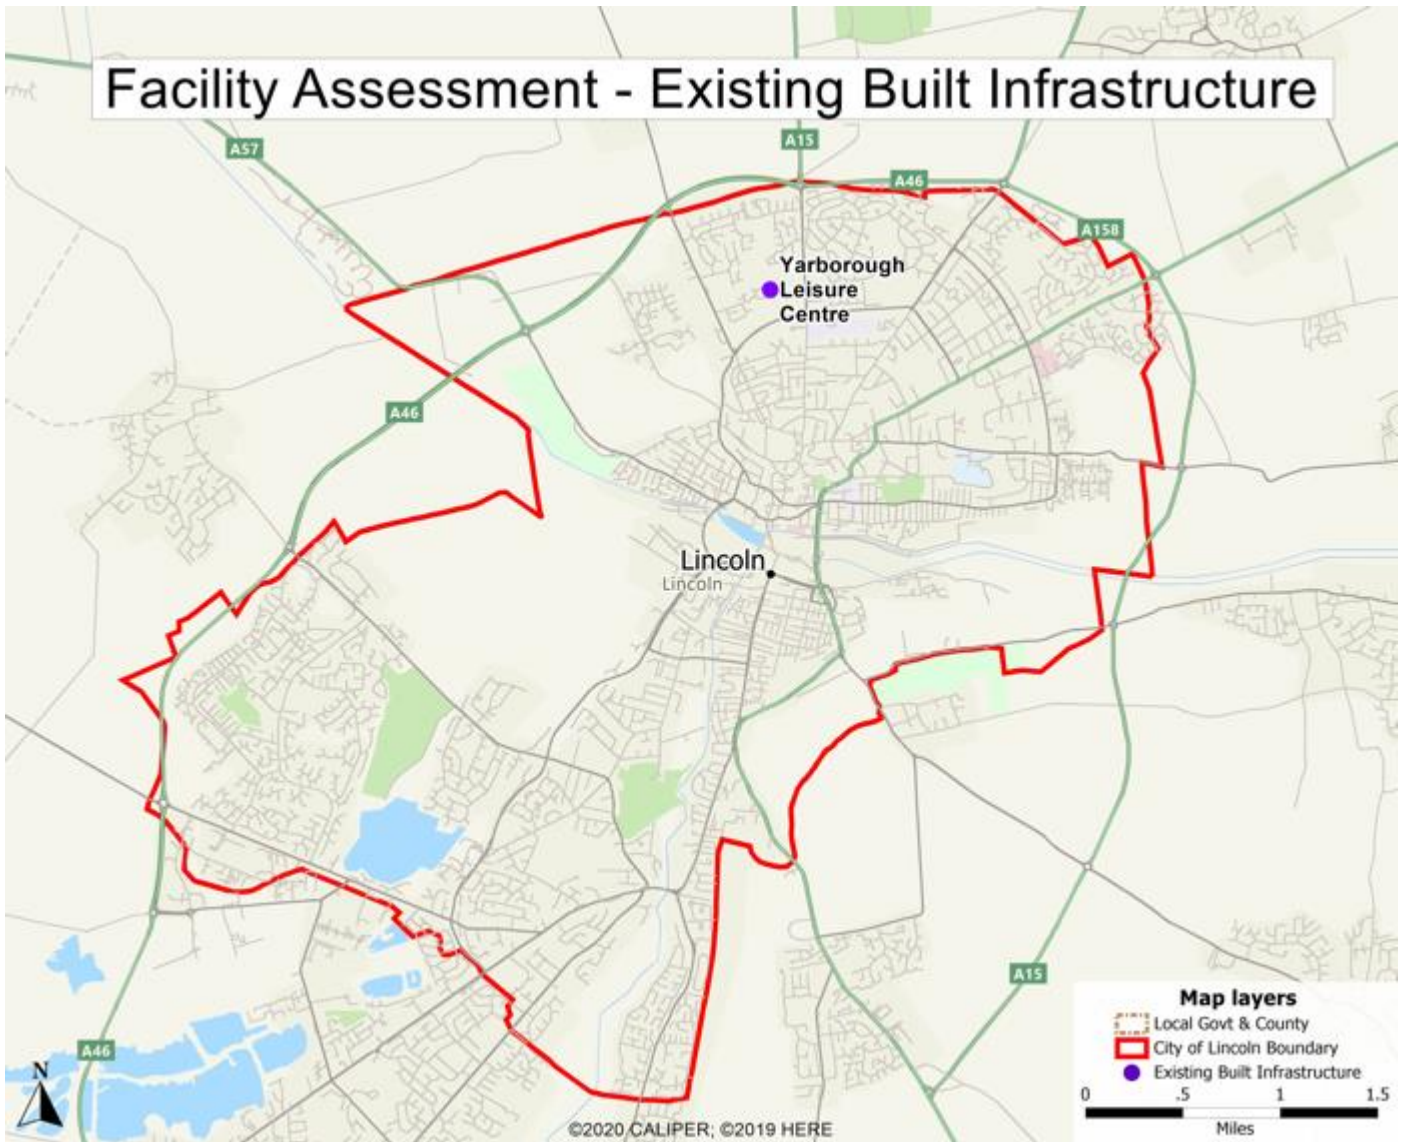 Facility Assessment - Existing Built Infrastructure
A57
A15
A46
A158
Yarborough
Leisure
Centre
A46
Lincoln
Lincoln
A15
A46
Map layers
Local Govt & County
City of Lincoln Boundary
Existing Built Infrastructure
0 .5 1 1.5
Miles
N
©2020 CALIPER; ©2019 HERE